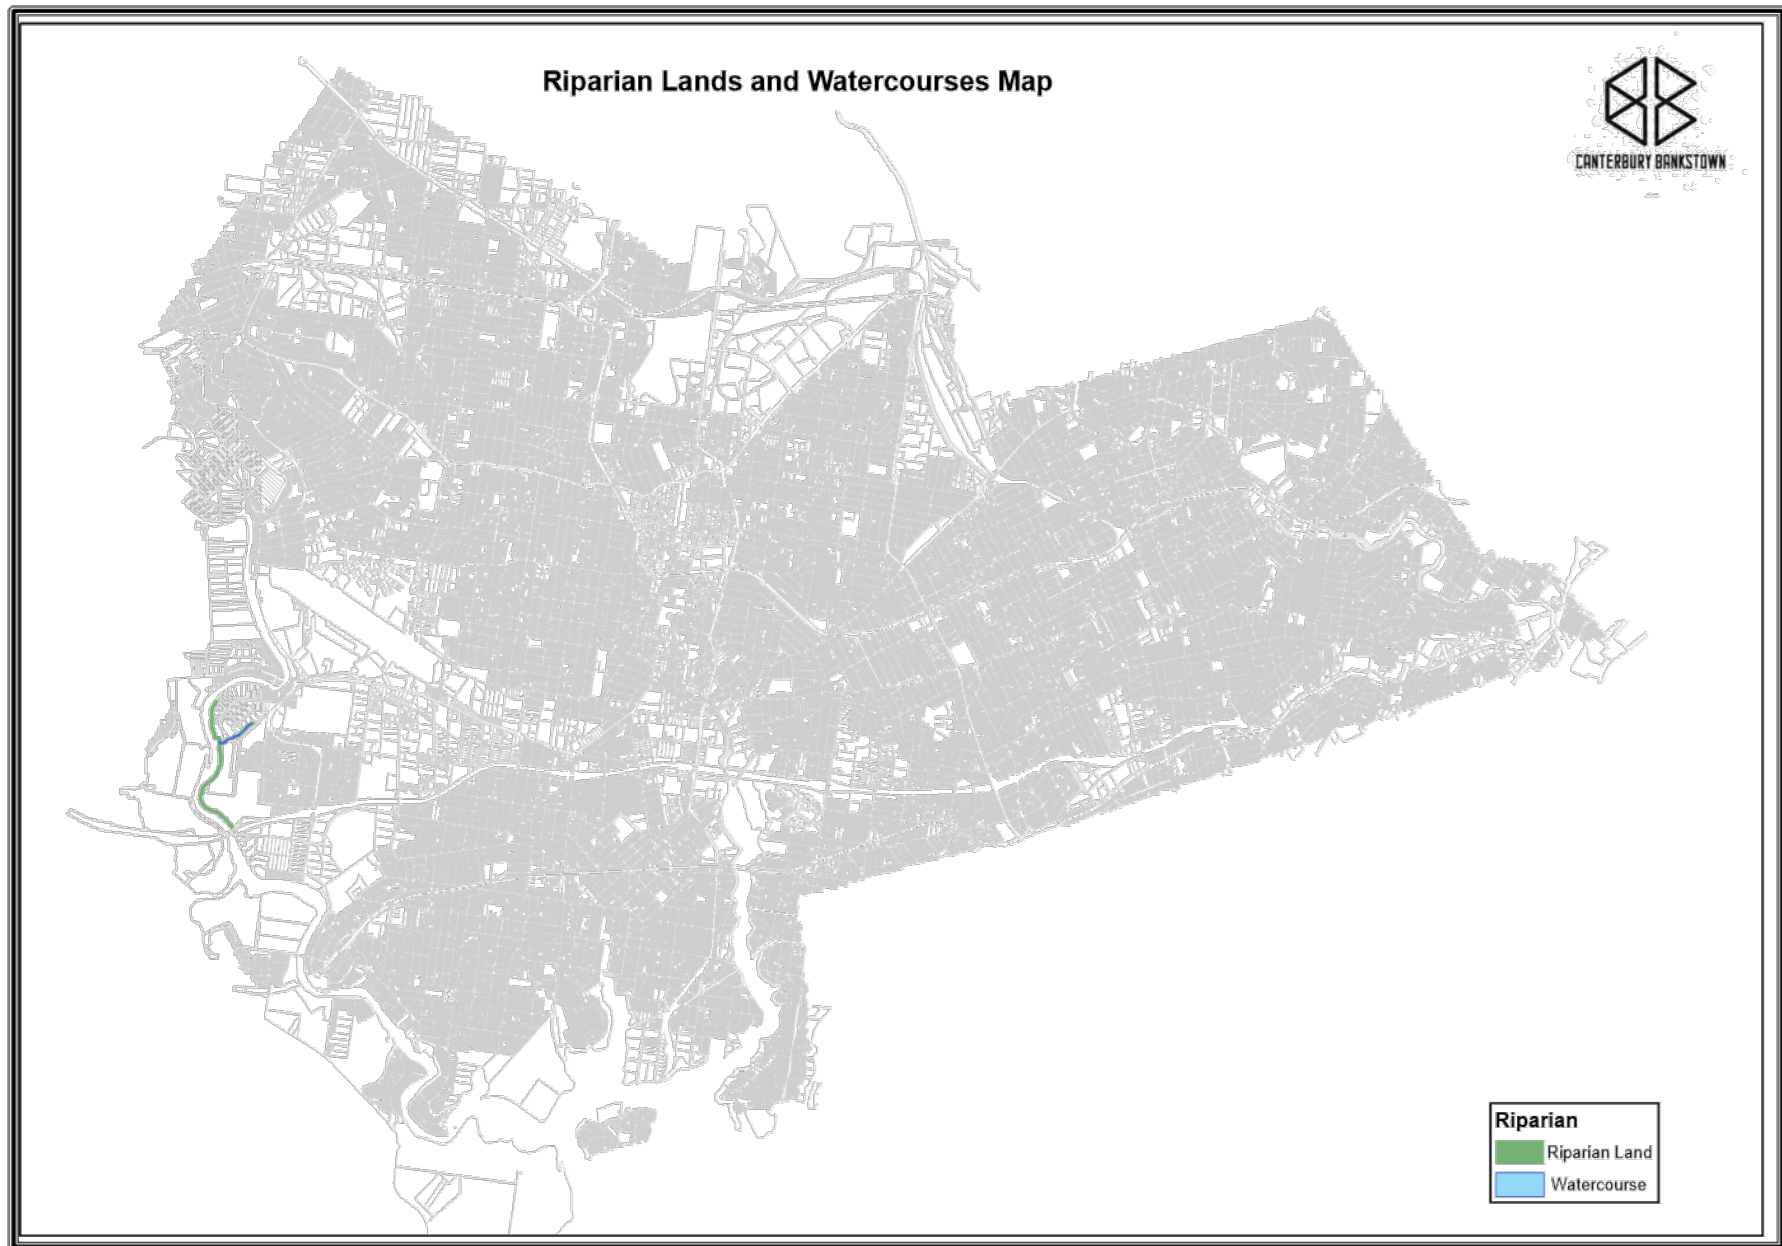 Riparian Lands and Watercourses Map
CANTERBURY BANKSTOWN
Riparian
Riparian Land
Watercourse